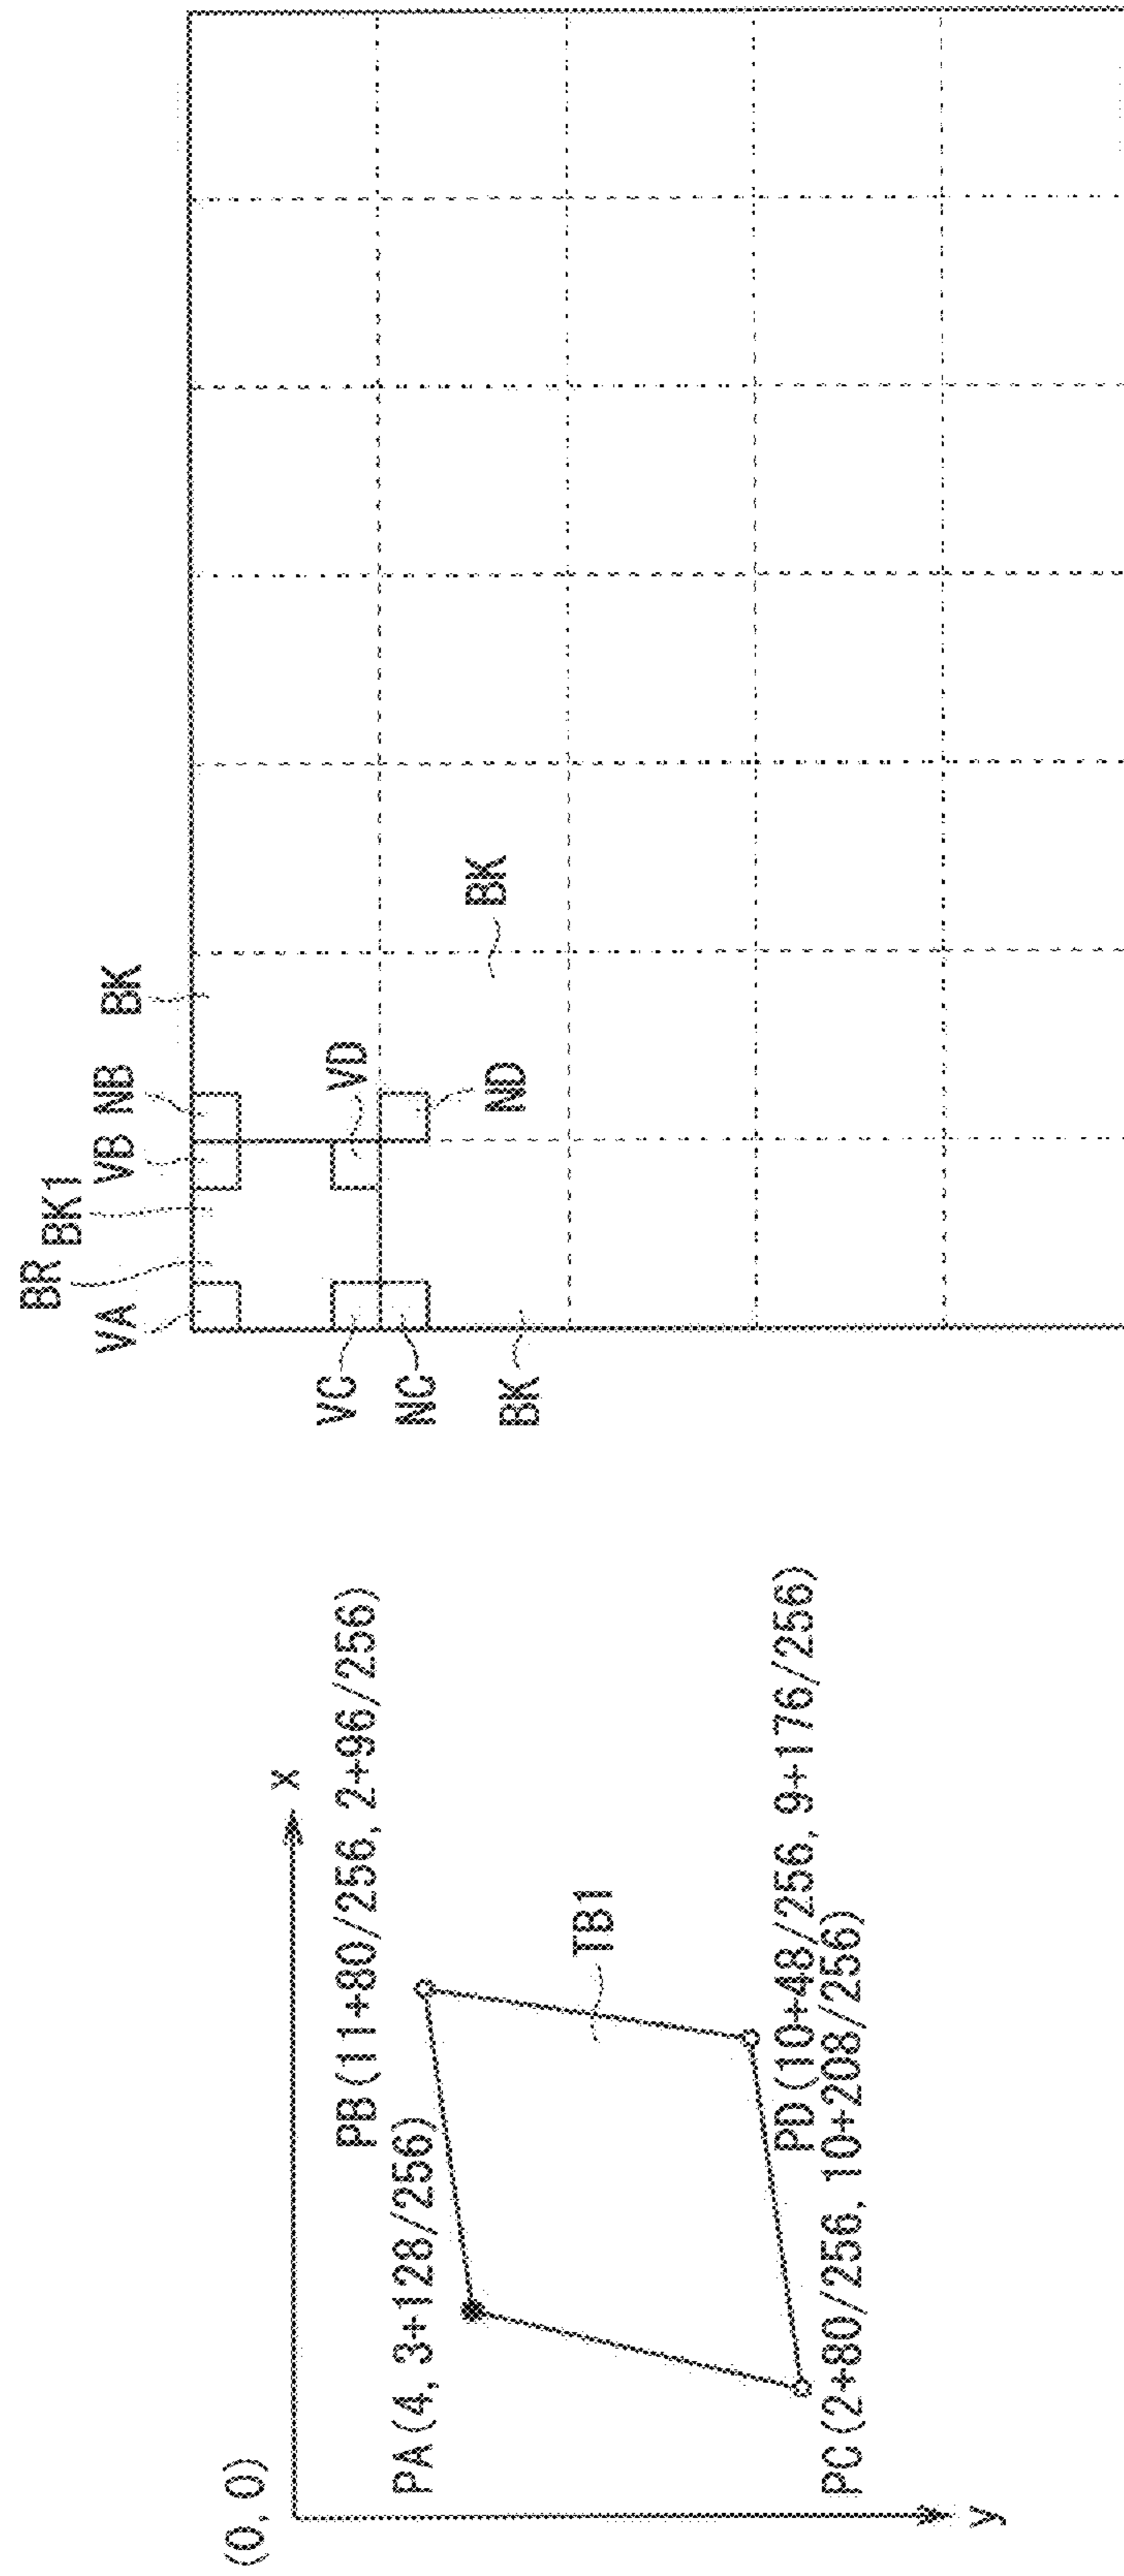 (0, 0)
x
PB(11+80/256, 2+96/256)
PA(4, 3+128/256)
TB1
PD(10+48/256, 9+176/256)
PC(2+80/256, 10+208/256)
y
BR
BK1
VA
VB
NB
BK
VC
VD
NC
ND
BK
BK